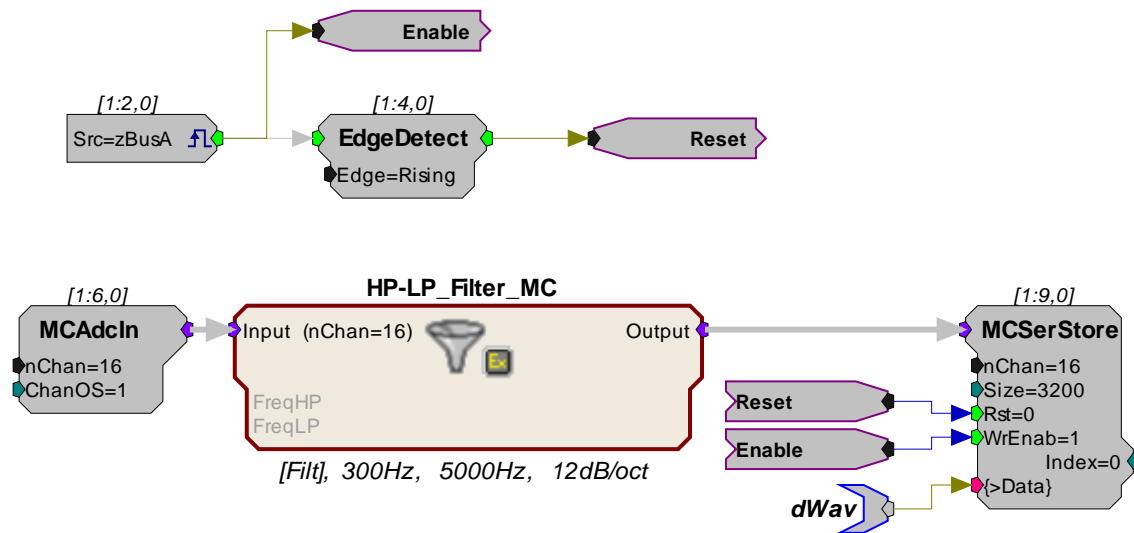 Enable
[1:2,0]
Src=zBusA
[1:4,0]
EdgeDetect
Edge=Rising
Reset
HP-LP_Filter_MC
[1:6,0]
MCAdcIn
nChan=16
ChanOS=1
Input (nChan=16)
Ex
Output
FreqHP
FreqLP
[Filt], 300Hz, 5000Hz, 12dB/oct
[1:9,0]
MCSerStore
nChan=16
Size=3200
Rst=0
WrEnab=1
Index=0
{>Data}
Reset
Enable
dWav